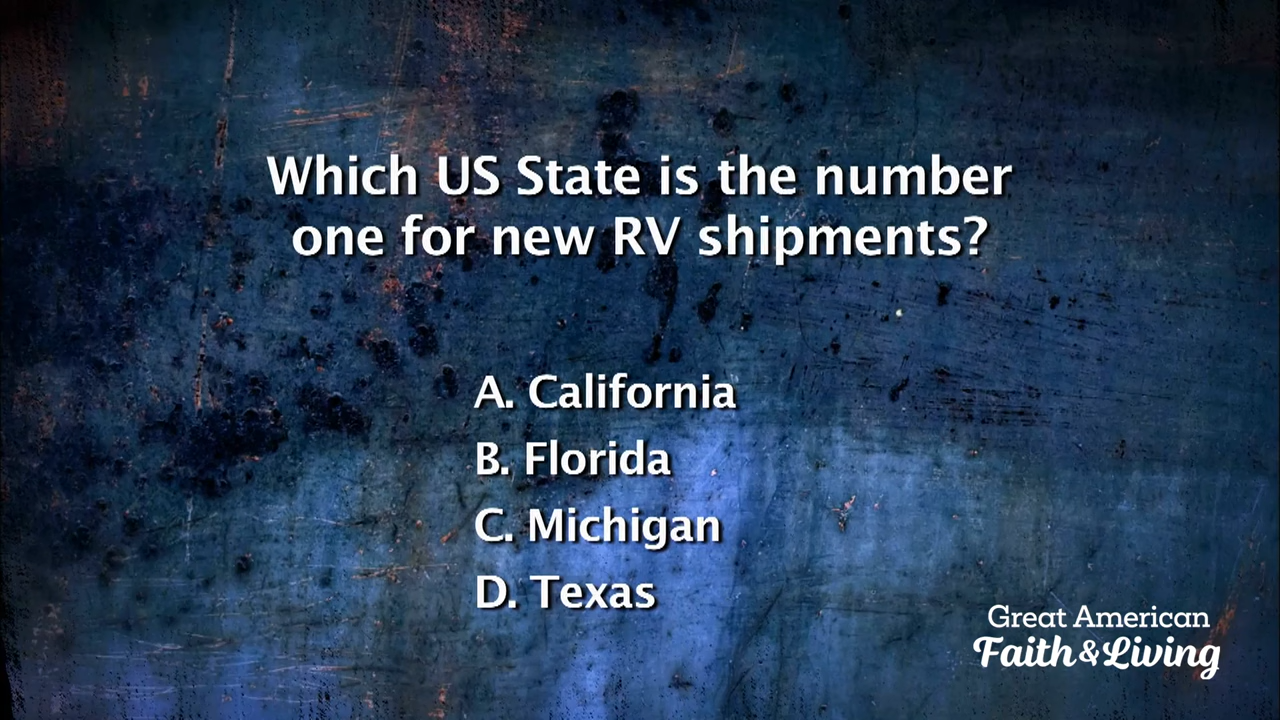 Which US State is the number
one for new RV shipments?
A. California
B. Florida
C. Michigan
D. Texas
Great American
Faith & Living